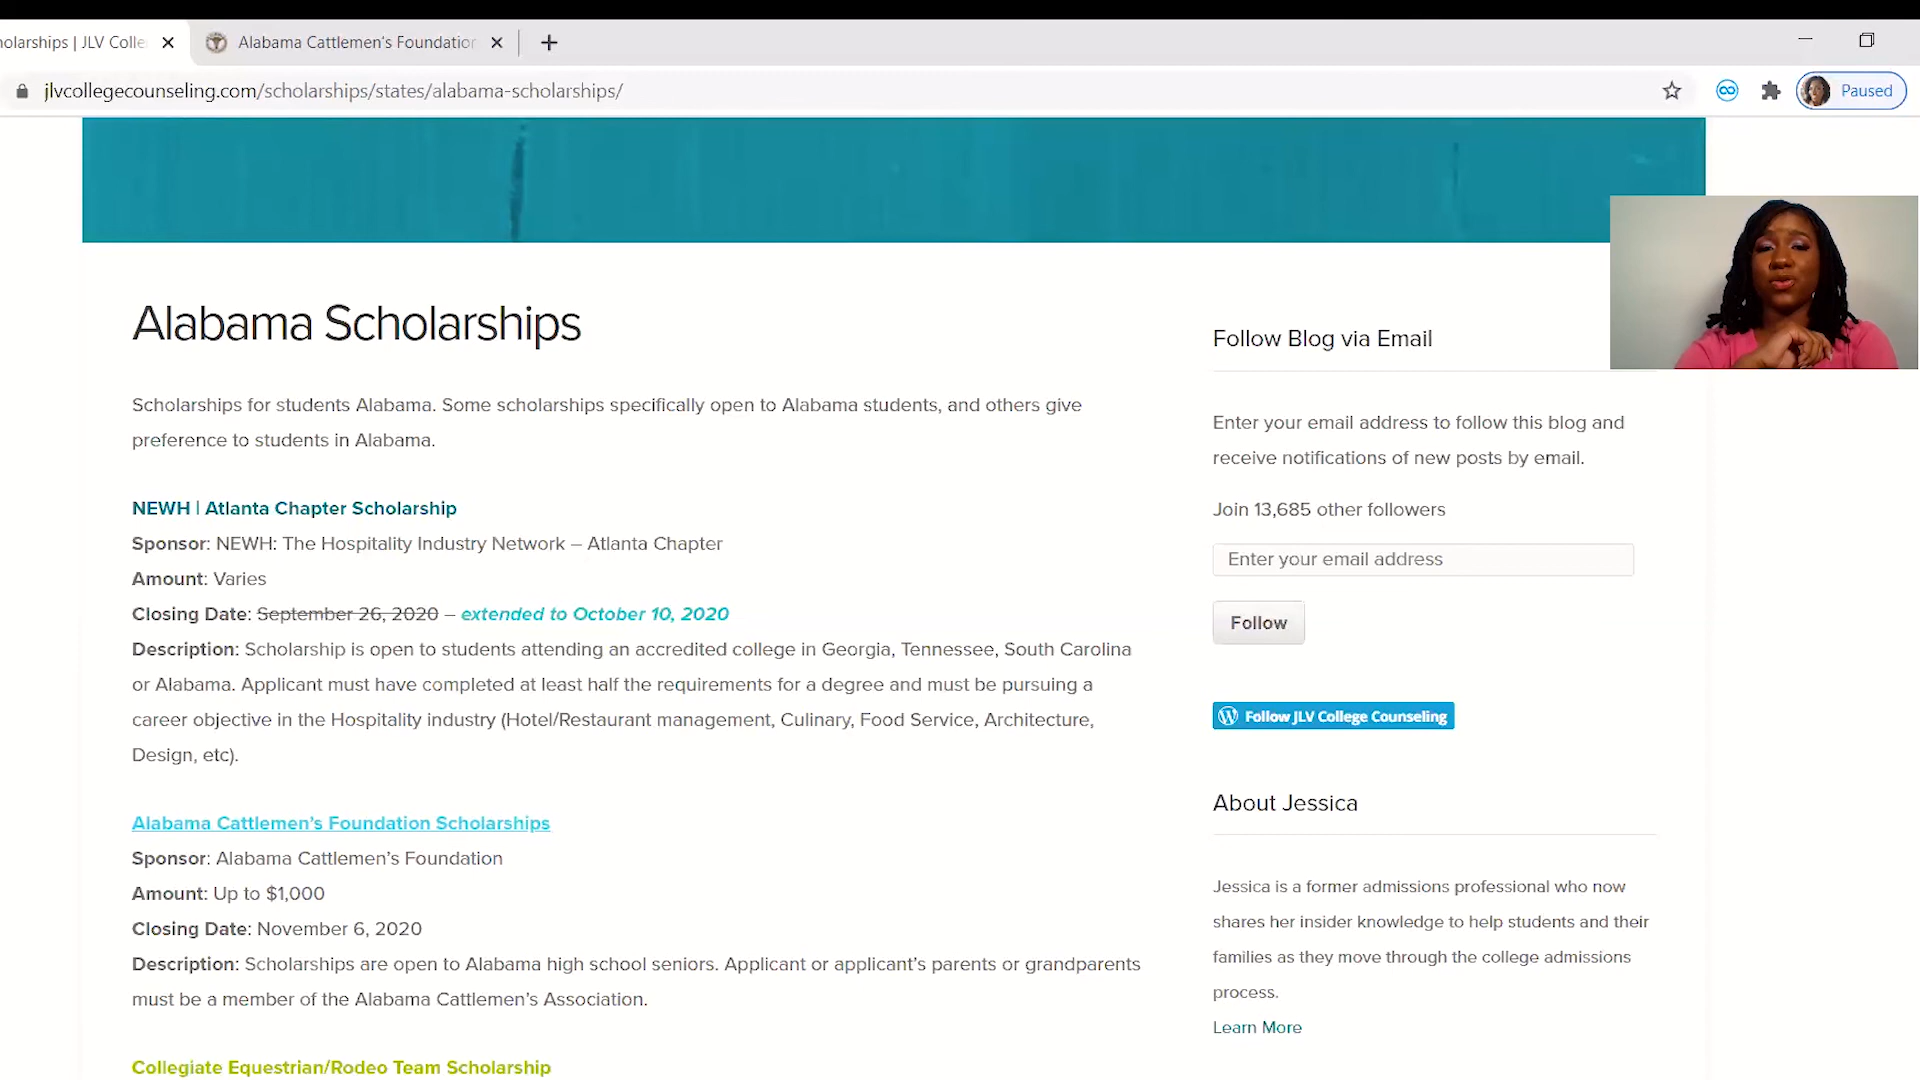 olarships | JLV Colle
Alabama Cattlemen's Foundation
jlvcollegecounseling.com/scholarships/states/alabama-scholarships/
Paused
Alabama Scholarships
Scholarships for students Alabama. Some scholarships specifically open to Alabama students, and others give
preference to students in Alabama.
NEWH | Atlanta Chapter Scholarship
Sponsor: NEWH: The Hospitality Industry Network – Atlanta Chapter
Amount: Varies
Closing Date: September 26, 2020 – extended to October 10, 2020
Description: Scholarship is open to students attending an accredited college in Georgia, Tennessee, South Carolina
or Alabama. Applicant must have completed at least half the requirements for a degree and must be pursuing a
career objective in the Hospitality industry (Hotel/Restaurant management, Culinary, Food Service, Architecture,
Design, etc).
Alabama Cattlemen's Foundation Scholarships
Sponsor: Alabama Cattlemen's Foundation
Amount: Up to $1,000
Closing Date: November 6, 2020
Description: Scholarships are open to Alabama high school seniors. Applicant or applicant's parents or grandparents
must be a member of the Alabama Cattlemen's Association.
Collegiate Equestrian/Rodeo Team Scholarship
Follow Blog via Email
Enter your email address to follow this blog and
receive notifications of new posts by email.
Join 13,685 other followers
Enter your email address
Follow
Follow JLV College Counseling
About Jessica
Jessica is a former admissions professional who now
shares her insider knowledge to help students and their
families as they move through the college admissions
process.
Learn More